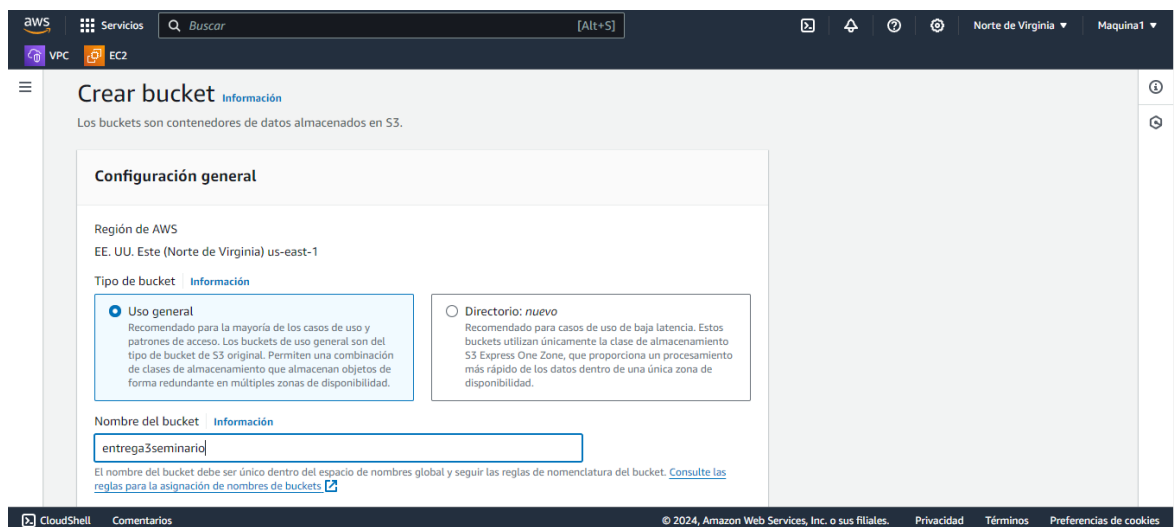 aws Servicios Buscar [Alt+S] Norte de Virginia Maquina1
VPC EC2
Crear bucket Información
Los buckets son contenedores de datos almacenados en S3.
Configuración general
Región de AWS
EE. UU. Este (Norte de Virginia) us-east-1
Tipo de bucket Información
Uso general
Recomendado para la mayoría de los casos de uso y
patrones de acceso. Los buckets de uso general son del
tipo de bucket de S3 original. Permiten una combinación
de clases de almacenamiento que almacenan objetos de
forma redundante en múltiples zonas de disponibilidad.
Directorio: nuevo
Recomendado para casos de uso de baja latencia. Estos
buckets utilizan únicamente la clase de almacenamiento
S3 Express One Zone, que proporciona un procesamiento
más rápido de los datos dentro de una única zona de
disponibilidad.
Nombre del bucket Información
entrega3seminario
El nombre del bucket debe ser único dentro del espacio de nombres global y seguir las reglas de nomenclatura del bucket. Consulte las
reglas para la asignación de nombres de buckets
CloudShell Comentarios © 2024, Amazon Web Services, Inc. o sus filiales. Privacidad Términos Preferencias de cookies